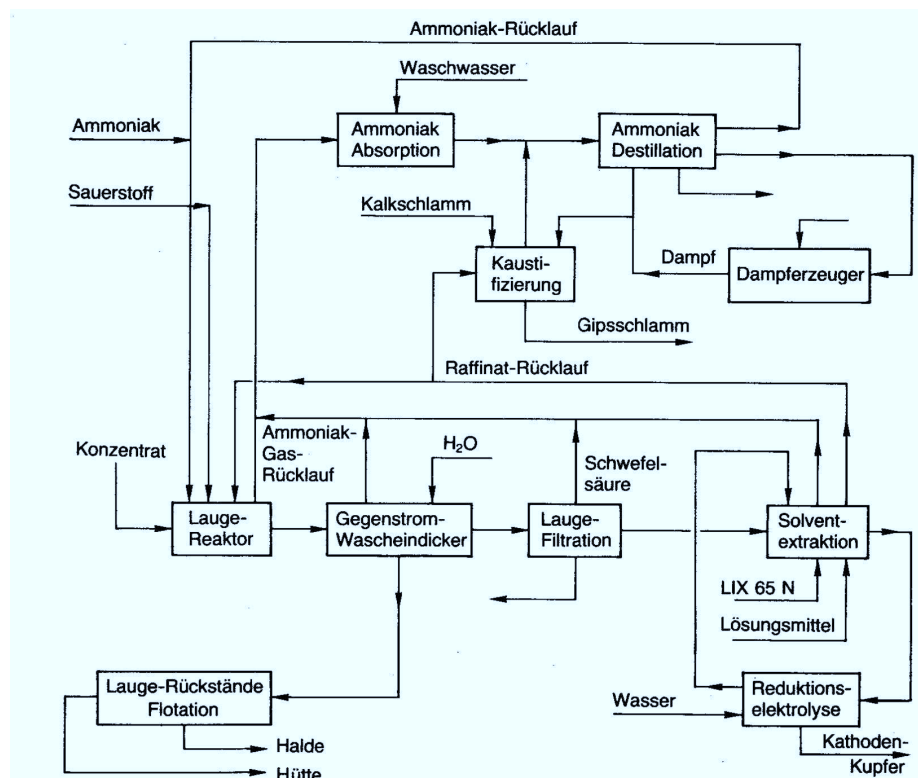 Ammoniak-Rücklauf
Waschwasser
Ammoniak
Ammoniak
Absorption
Ammoniak
Destillation
Sauerstoff
Kalkschlamm
Kausti-
fizierung
Dampf
Dampferzeuger
Gipsschlamm
Raffinat-Rücklauf
Konzentrat
Ammoniak-
Gas-
Rücklauf
H₂O
Schwefel-
säure
Lauge-
Reaktor
Gegenstrom-
Wascheindicker
Lauge-
Filtration
Solvent-
extraktion
LIX 65 N
Lösungsmittel
Lauge-Rückstände
Flotation
Wasser
Reduktions-
elektrolyse
Halde
Hütte
Kathoden-
Kupfer